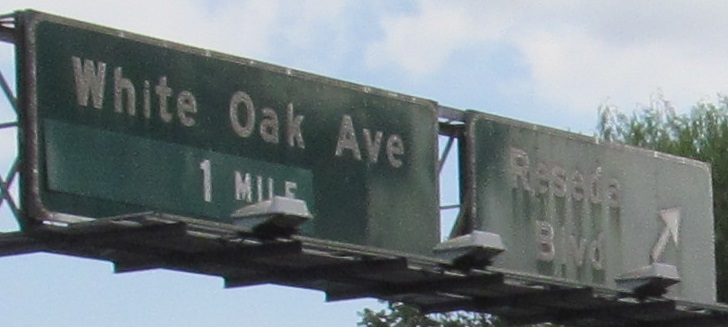 White Oak Ave
1 MILE
Reseda
Blvd